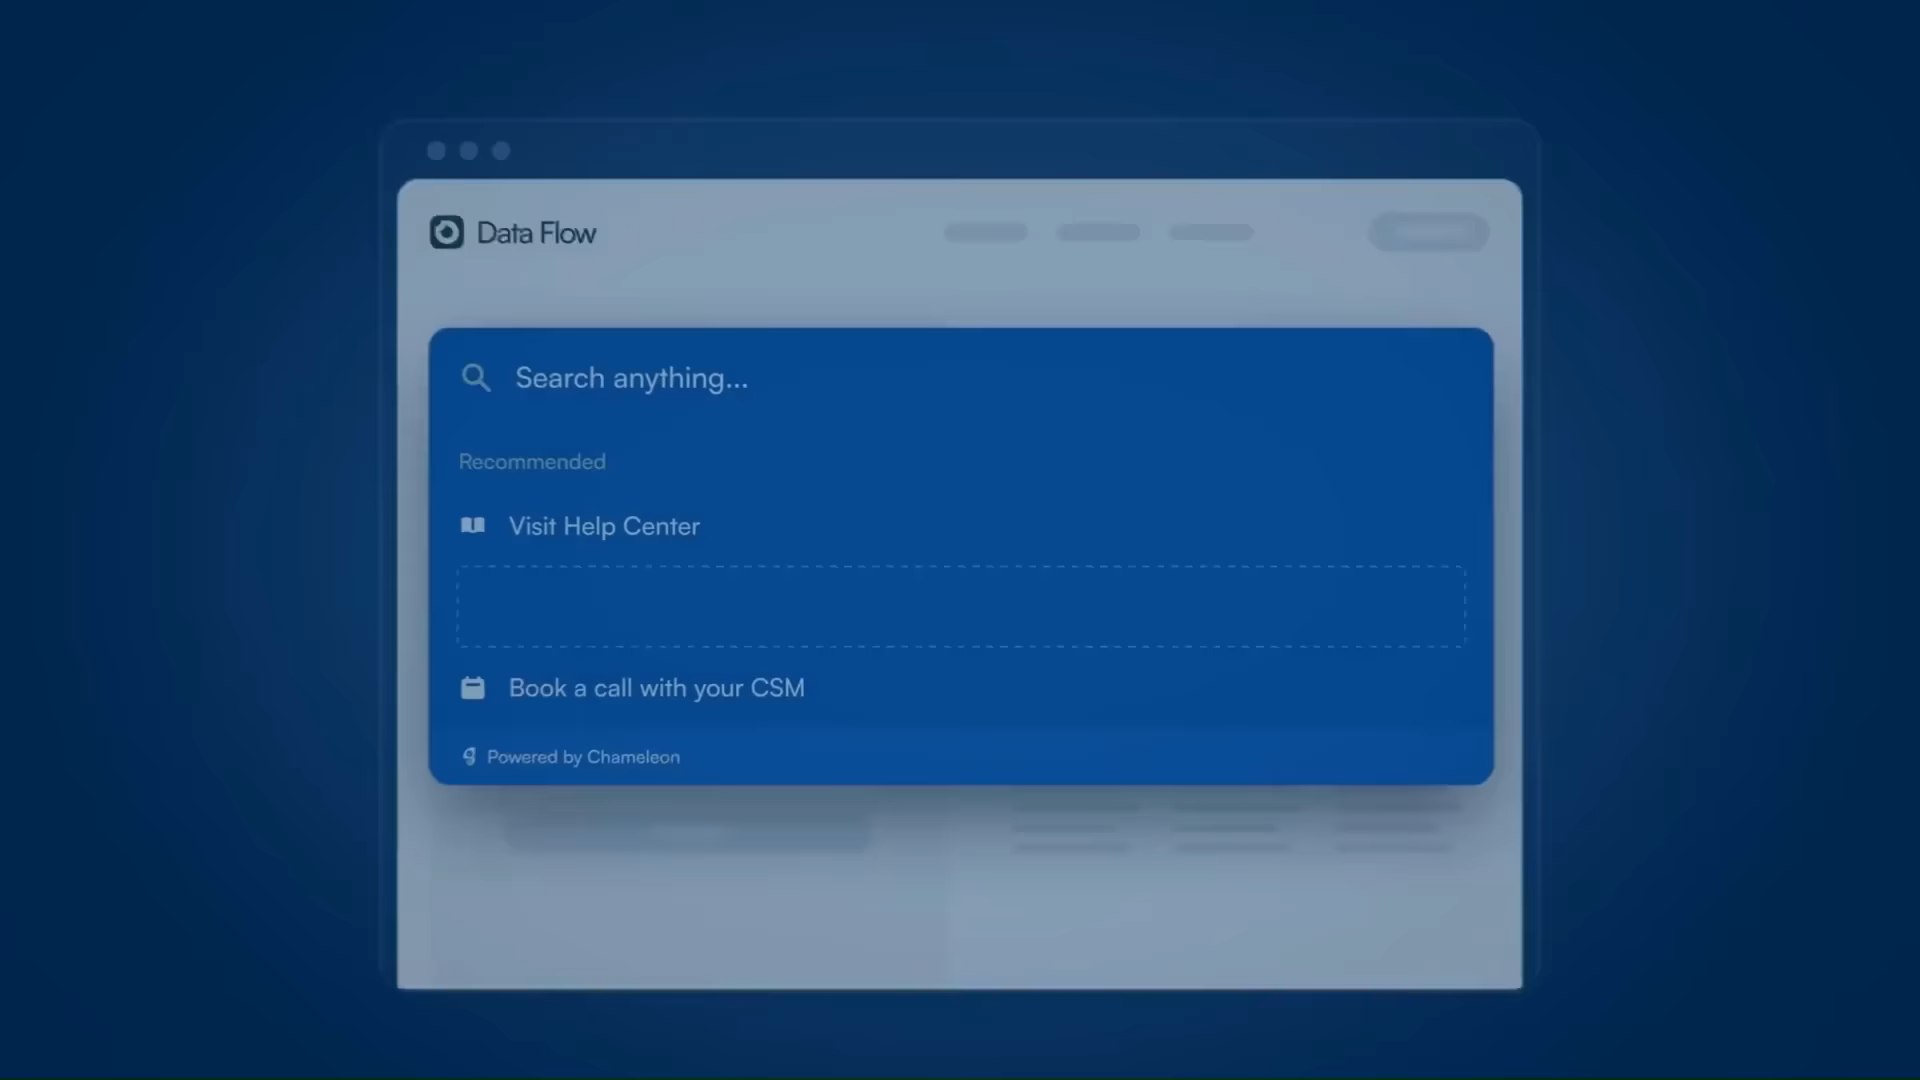 Data Flow
Search anything...
Recommended
Visit Help Center
Book a call with your CSM
Powered by Chameleon